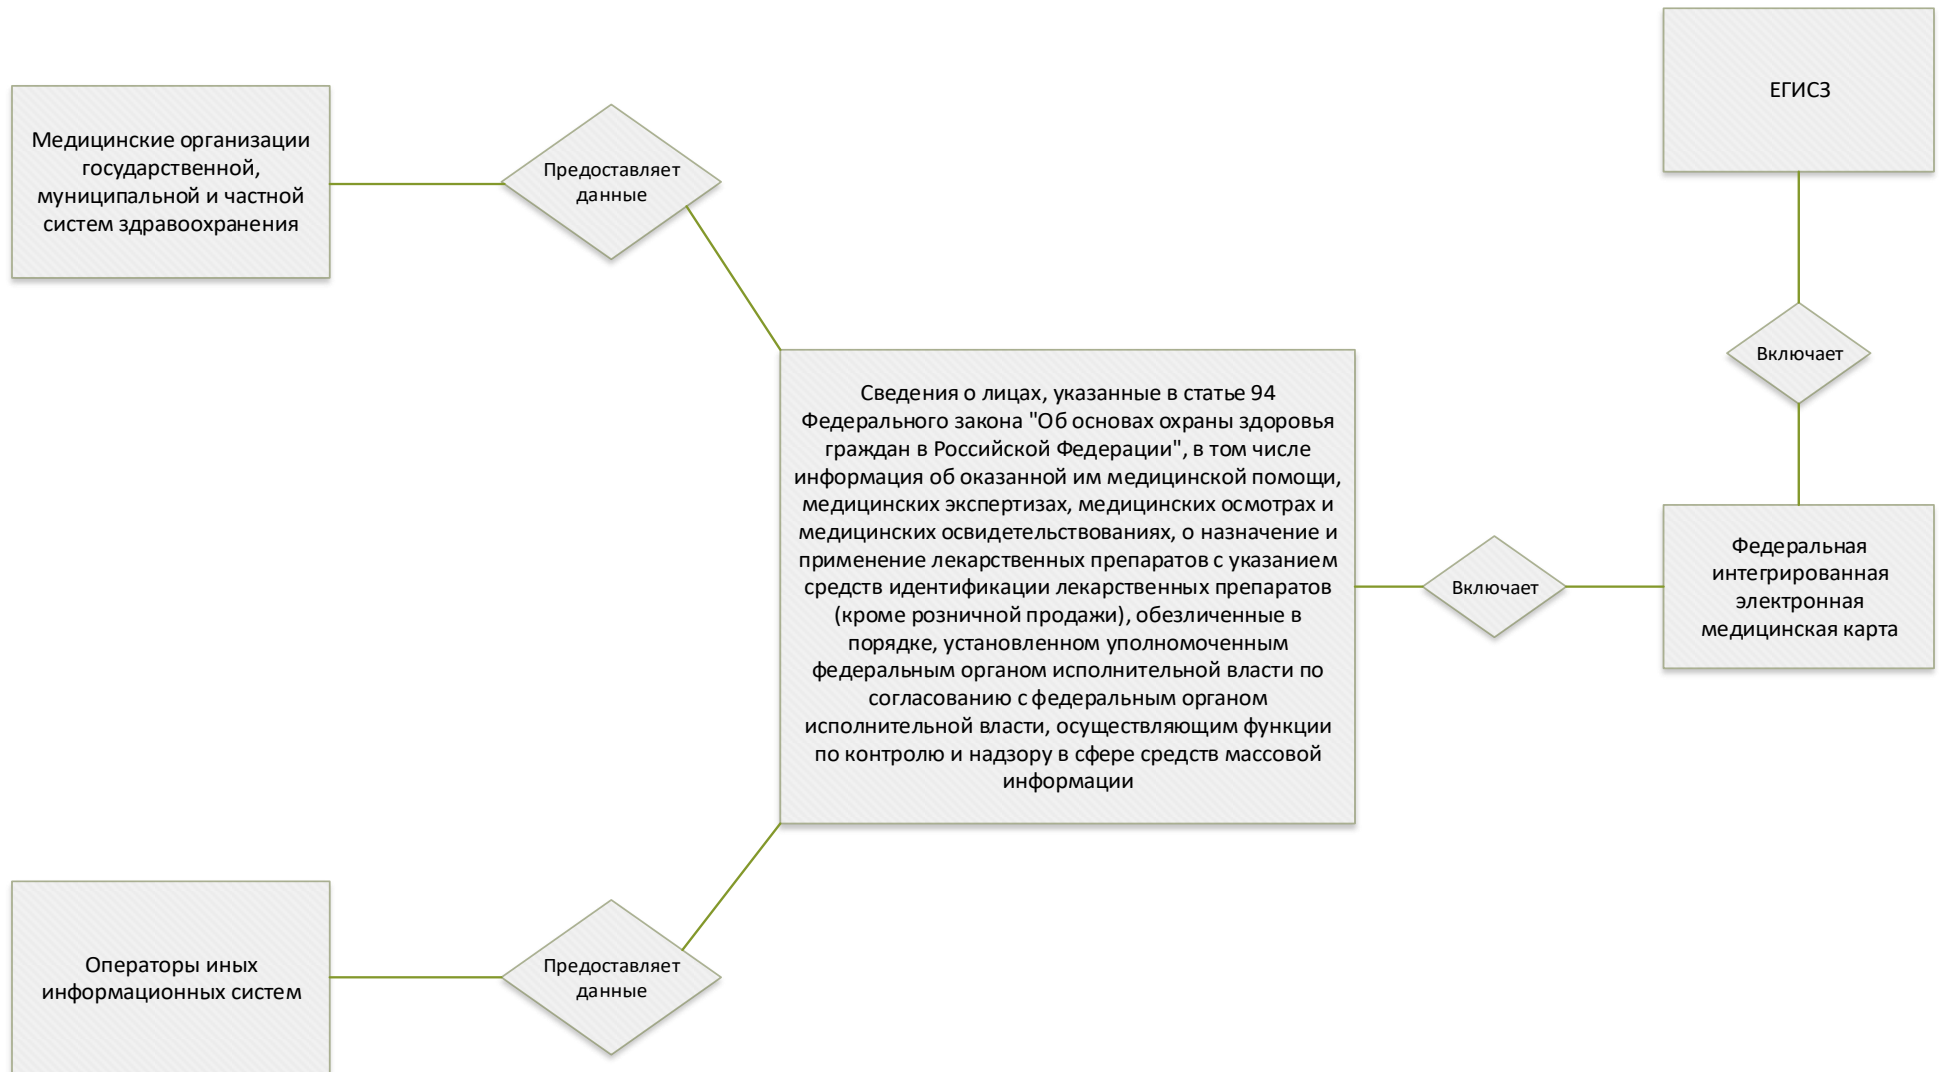 ЕГИСЗ
Медицинские организации
государственной,
муниципальной и частной
систем здравоохранения
Предоставляет
данные
Включает
Сведения о лицах, указанные в статье 94
Федерального закона "Об основах охраны здоровья
граждан в Российской Федерации", в том числе
информация об оказанной им медицинской помощи,
медицинских экспертизах, медицинских осмотрах и
медицинских освидетельствованиях, о назначение и
применение лекарственных препаратов с указанием
средств идентификации лекарственных препаратов
(кроме розничной продажи), обезличенные в
порядке, установленном уполномоченным
федеральным органом исполнительной власти по
согласованию с федеральным органом
исполнительной власти, осуществляющим функции
по контролю и надзору в сфере средств массовой
информации
Включает
Федеральная
интегрированная
электронная
медицинская карта
Операторы иных
информационных систем
Предоставляет
данные